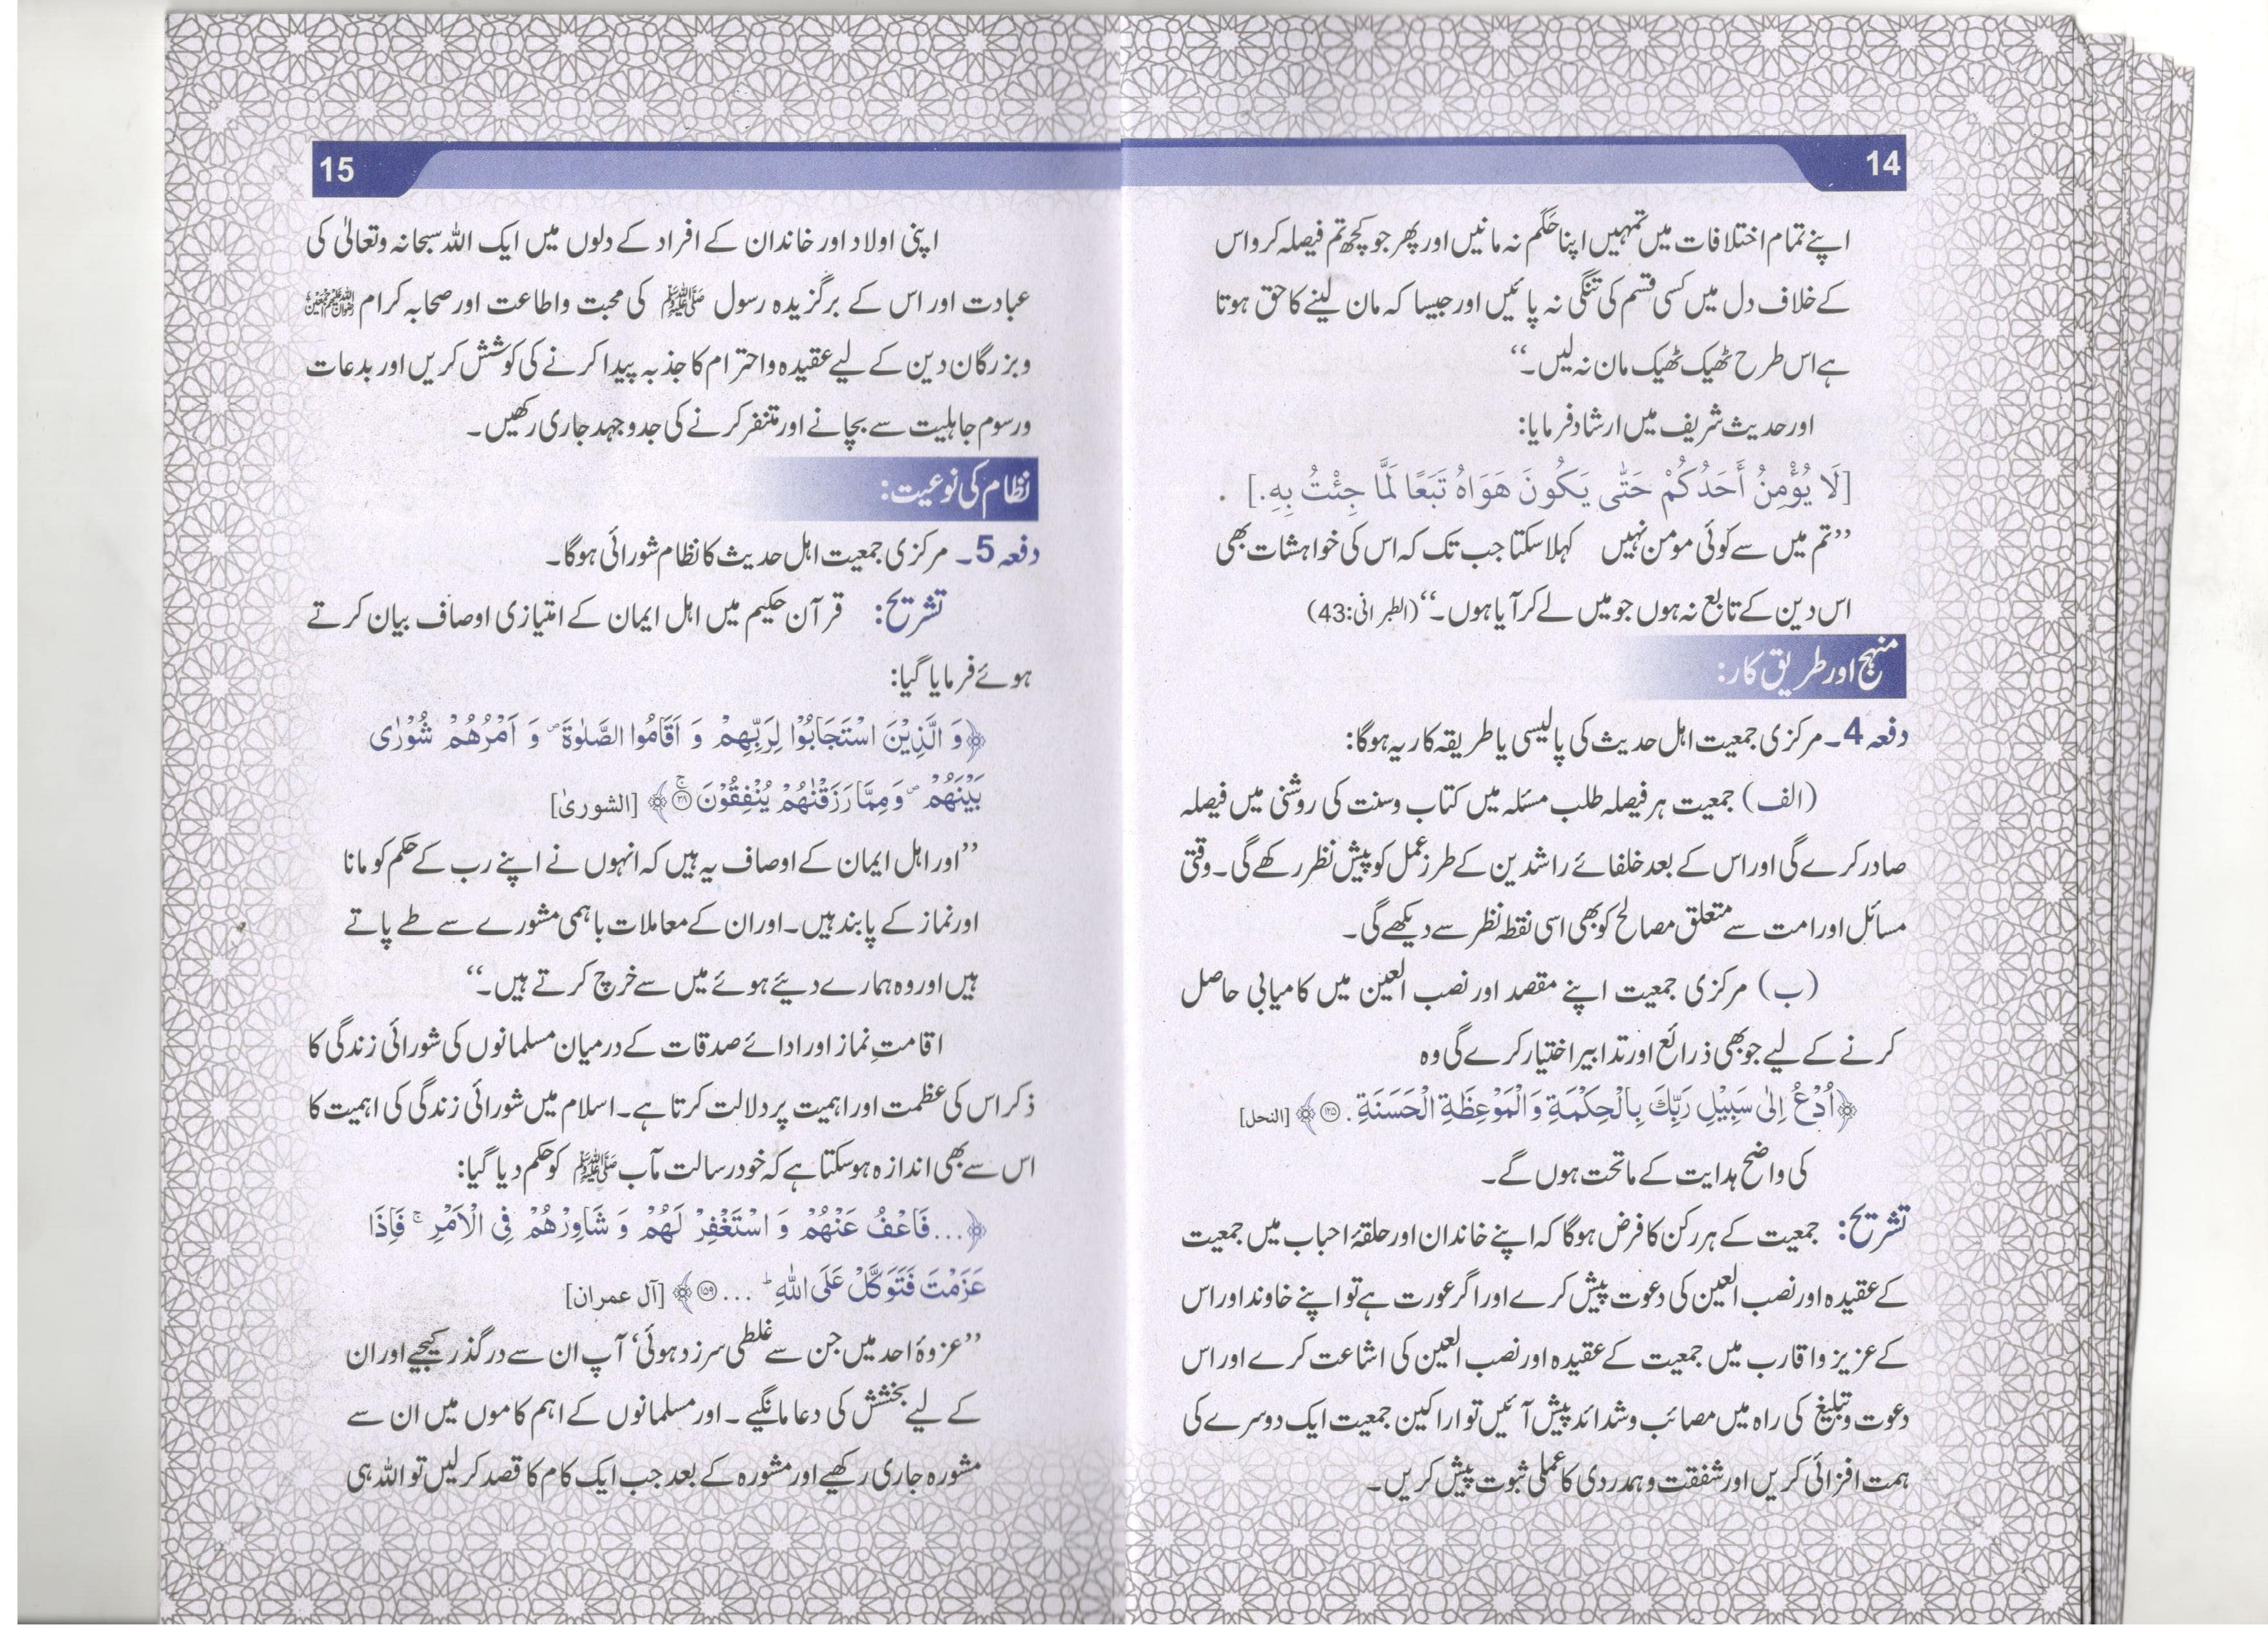 14
اپنے تمام اختلافات میں تمہیں اپنا حَکَم نہ مانیں اور پھر جو کچھ تم فیصلہ کرو اس
کے خلاف دل میں کسی قسم کی تنگی نہ پائیں اور جیسا کہ مان لینے کا حق ہوتا
ہے اس طرح ٹھیک ٹھیک مان نہ لیں۔‘‘
اور حدیث شریف میں ارشاد فرمایا:
[لَا يُؤْمِنُ أَحَدُكُمْ حَتّٰى يَكُونَ هَوَاهُ تَبَعًا لَمَّا جِئْتُ بِهِ.] .
’’تم میں سے کوئی مومن نہیں کہلا سکتا جب تک کہ اس کی خواہشات بھی
اس دین کے تابع نہ ہوں جو میں لے کر آیا ہوں۔‘‘ (الطبرانی:43)
منہج اور طریق کار:
دفعہ 4۔ مرکزی جمعیت اہل حدیث کی پالیسی یا طریقہ کار یہ ہوگا:
(الف) جمعیت ہر فیصلہ طلب مسئلہ میں کتاب وسنت کی روشنی میں فیصلہ
صادر کرے گی اور اس کے بعد خلفائے راشدین کے طرز عمل کو پیش نظر رکھے گی۔ وقتی
مسائل اور امت سے متعلق مصالح کو بھی اسی نقطہ نظر سے دیکھے گی۔
(ب) مرکزی جمعیت اپنے مقصد اور نصب العین میں کامیابی حاصل
کرنے کے لیے جو بھی ذرائع اور تدابیر اختیار کرے گی وہ
﴿اُدْعُ اِلٰى سَبِيْلِ رَبِّكَ بِالْحِكْمَةِ وَ الْمَوْعِظَةِ الْحَسَنَةِ. ۱۲۵﴾ [النحل]
کی واضح ہدایت کے ماتحت ہوں گے۔
تشریح: جمعیت کے ہر رکن کا فرض ہوگا کہ اپنے خاندان اور حلقۂ احباب میں جمعیت
کے عقیدہ اور نصب العین کی دعوت پیش کرے اور اگر عورت ہے تو اپنے خاوند اور اس
کے عزیز واقارب میں جمعیت کے عقیدہ اور نصب العین کی اشاعت کرے اور اس
دعوت وتبلیغ کی راہ میں مصائب وشدائد پیش آئیں تو اراکین جمعیت ایک دوسرے کی
ہمت افزائی کریں اور شفقت وہمدردی کا عملی ثبوت پیش کریں۔
15
اپنی اولاد اور خاندان کے افراد کے دلوں میں ایک اللہ سبحانہ وتعالیٰ کی
عبادت اور اس کے برگزیدہ رسول ﷺ کی محبت واطاعت اور صحابہ کرام رضوان اللہ علیہم اجمعین
وبزرگان دین کے لیے عقیدہ واحترام کا جذبہ پیدا کرنے کی کوشش کریں اور بدعات
ورسوم جاہلیت سے بچانے اور متنفر کرنے کی جدوجہد جاری رکھیں۔
نظام کی نوعیت:
دفعہ 5۔ مرکزی جمعیت اہل حدیث کا نظام شورائی ہوگا۔
تشریح: قرآن حکیم میں اہل ایمان کے امتیازی اوصاف بیان کرتے
ہوئے فرمایا گیا:
﴿وَ الَّذِيْنَ اسْتَجَابُوْا لِرَبِّهِمْ وَ اَقَامُوا الصَّلٰوةَ ۪ وَ اَمْرُهُمْ شُوْرٰى
بَيْنَهُمْ ۪ وَ مِمَّا رَزَقْنٰهُمْ يُنْفِقُوْنَ ۚ ۳۸﴾ [الشوریٰ]
’’اور اہل ایمان کے اوصاف یہ ہیں کہ انہوں نے اپنے رب کے حکم کو مانا
اور نماز کے پابند ہیں۔ اور ان کے معاملات باہمی مشورے سے طے پاتے
ہیں اور وہ ہمارے دیئے ہوئے میں سے خرچ کرتے ہیں۔‘‘
اقامتِ نماز اور ادائے صدقات کے درمیان مسلمانوں کی شورائی زندگی کا
ذکر اس کی عظمت اور اہمیت پر دلالت کرتا ہے۔ اسلام میں شورائی زندگی کی اہمیت کا
اس سے بھی اندازہ ہوسکتا ہے کہ خود رسالت مآب ﷺ کو حکم دیا گیا:
﴿...فَاعْفُ عَنْهُمْ وَ اسْتَغْفِرْ لَهُمْ وَ شَاوِرْهُمْ فِى الْاَمْرِ ۚ فَاِذَا
عَزَمْتَ فَتَوَكَّلْ عَلَى اللّٰهِ ؕ ... ۱۵۹﴾ [آل عمران]
’’عزوۂ احد میں جن سے غلطی سرزد ہوئی‘ آپ ان سے درگذر کیجیے اور ان
کے لیے بخشش کی دعا مانگیے۔ اور مسلمانوں کے اہم کاموں میں ان سے
مشورہ جاری رکھیے اور مشورہ کے بعد جب ایک کام کا قصد کر لیں تو اللہ ہی